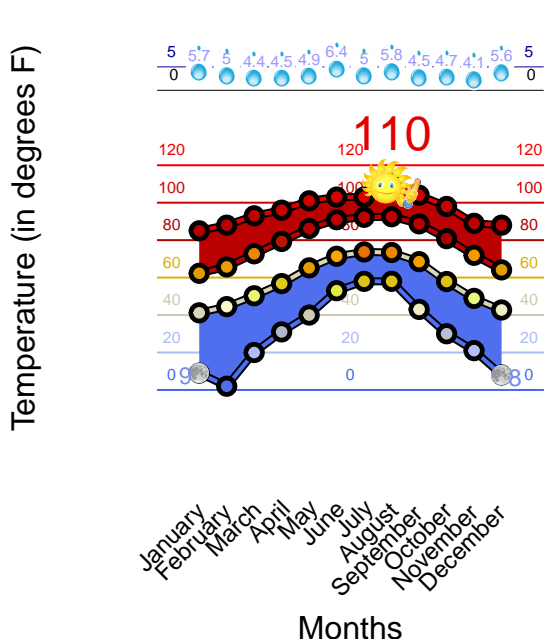 Temperature (in degrees F)
5 5.7 5 4.4 4.5 4.9 6.4 5 5.8 4.5 4.7 4.1 5.6 5
0 0
110
120 120 120
100 100 100
80 80 80
60 60
40 40 40
20 20 20
0 9 0 8 0
January
February
March
April
May
June
July
August
September
October
November
December
Months